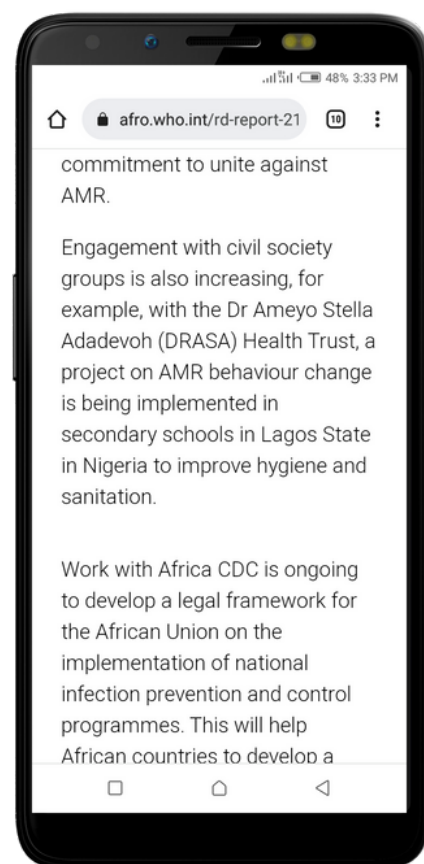 48% 3:33 PM
afro.who.int/rd-report-21
10
commitment to unite against
AMR.
Engagement with civil society
groups is also increasing, for
example, with the Dr Ameyo Stella
Adadevoh (DRASA) Health Trust, a
project on AMR behaviour change
is being implemented in
secondary schools in Lagos State
in Nigeria to improve hygiene and
sanitation.
Work with Africa CDC is ongoing
to develop a legal framework for
the African Union on the
implementation of national
infection prevention and control
programmes. This will help
African countries to develop a